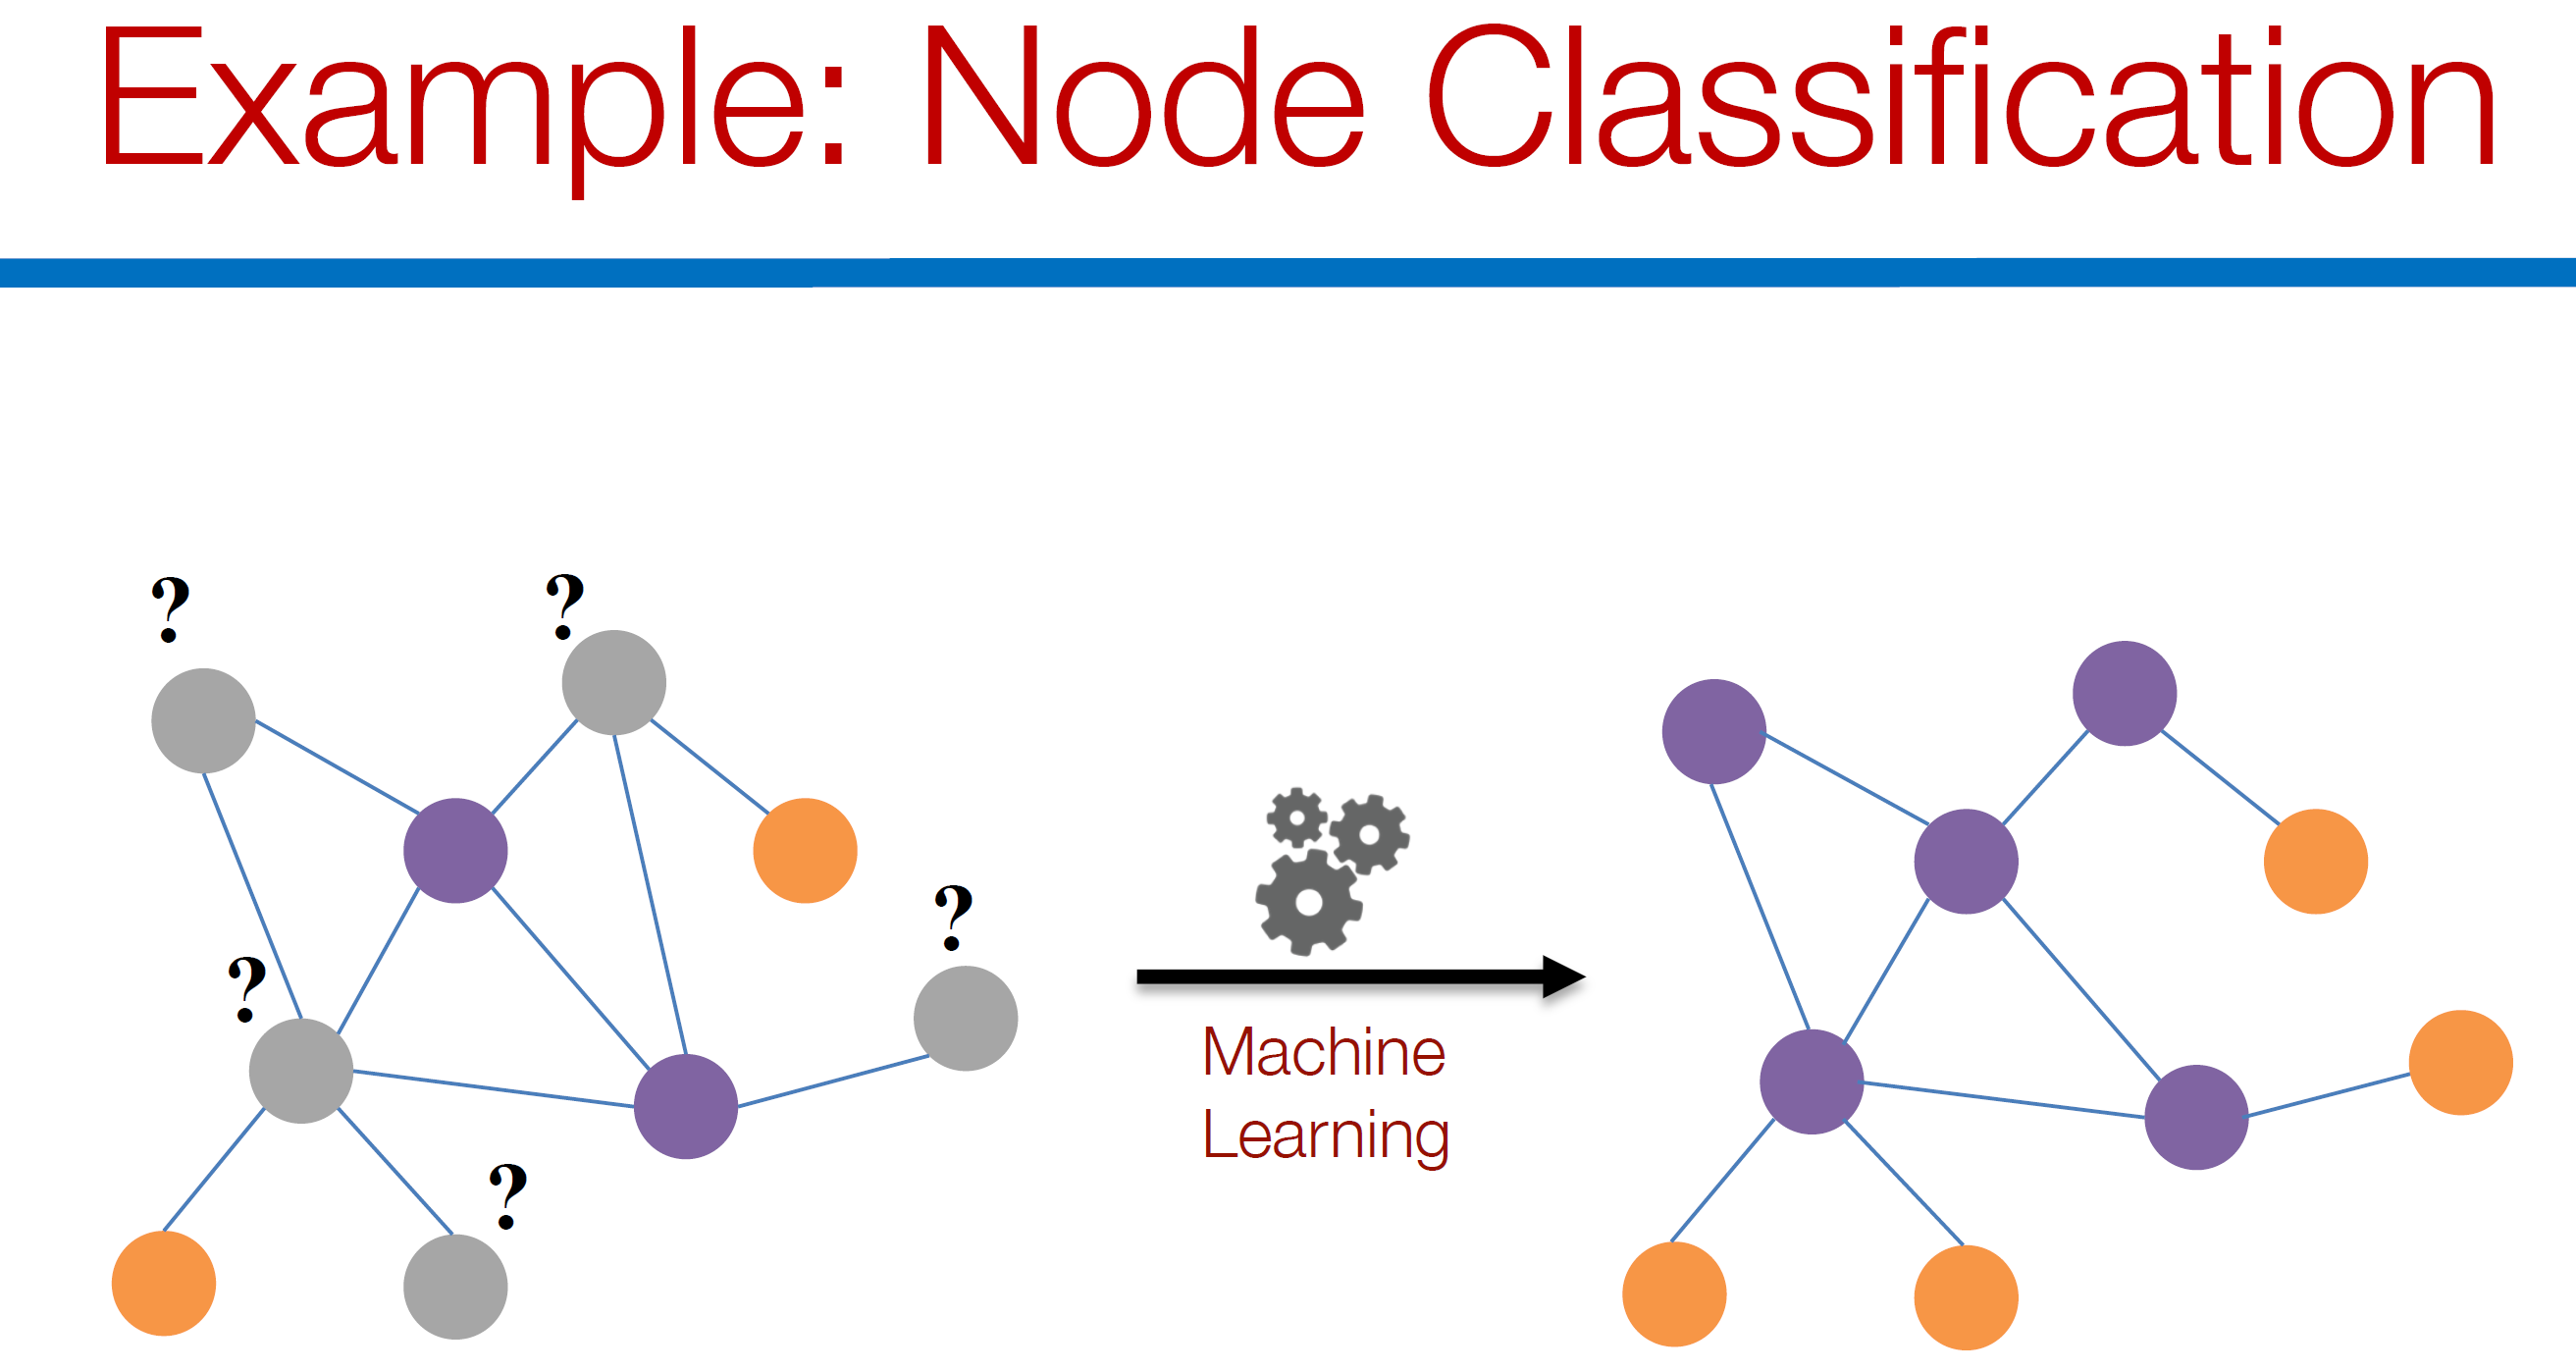 Example: Node Classification
?
?
?
?
?
Machine
Learning